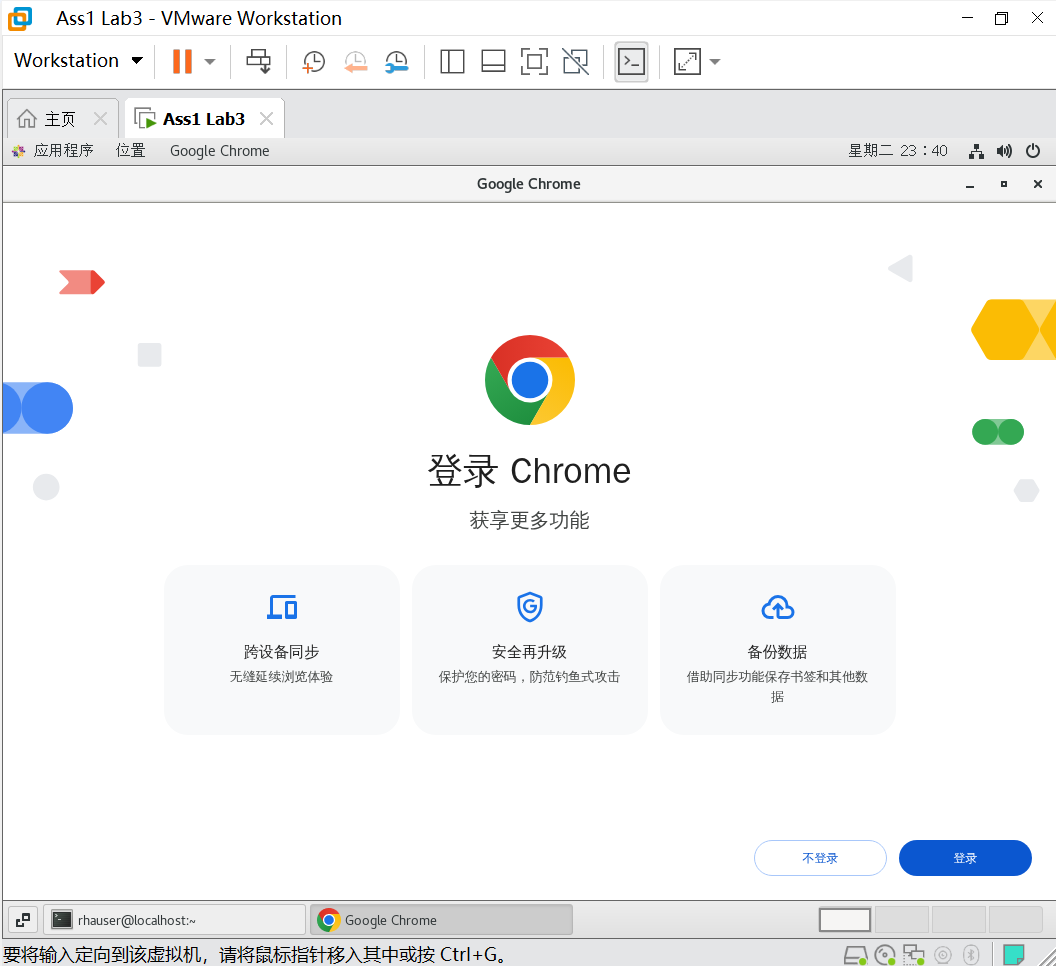 Ass1 Lab3 - VMware Workstation
Workstation
主页
Ass1 Lab3
应用程序 位置 Google Chrome 星期二 23：40
Google Chrome
登录 Chrome
获享更多功能
跨设备同步
无缝延续浏览体验
安全再升级
保护您的密码，防范钓鱼式攻击
备份数据
借助同步功能保存书签和其他数
据
不登录
登录
rhauser@localhost:~
Google Chrome
要将输入定向到该虚拟机，请将鼠标指针移入其中或按 Ctrl+G。